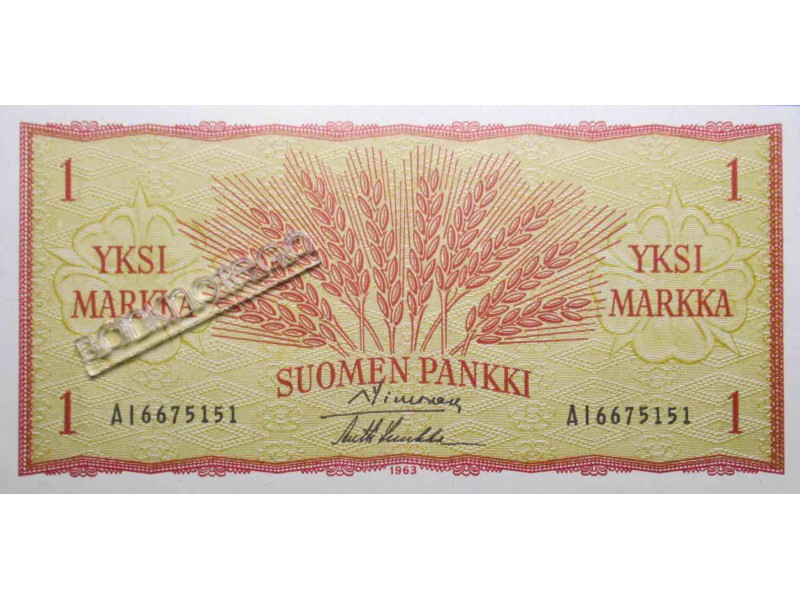 1
1
YKSI
MARKKA
YKSI
MARKKA
SUOMEN PANKKI
1
A16675151
A16675151
1
1963